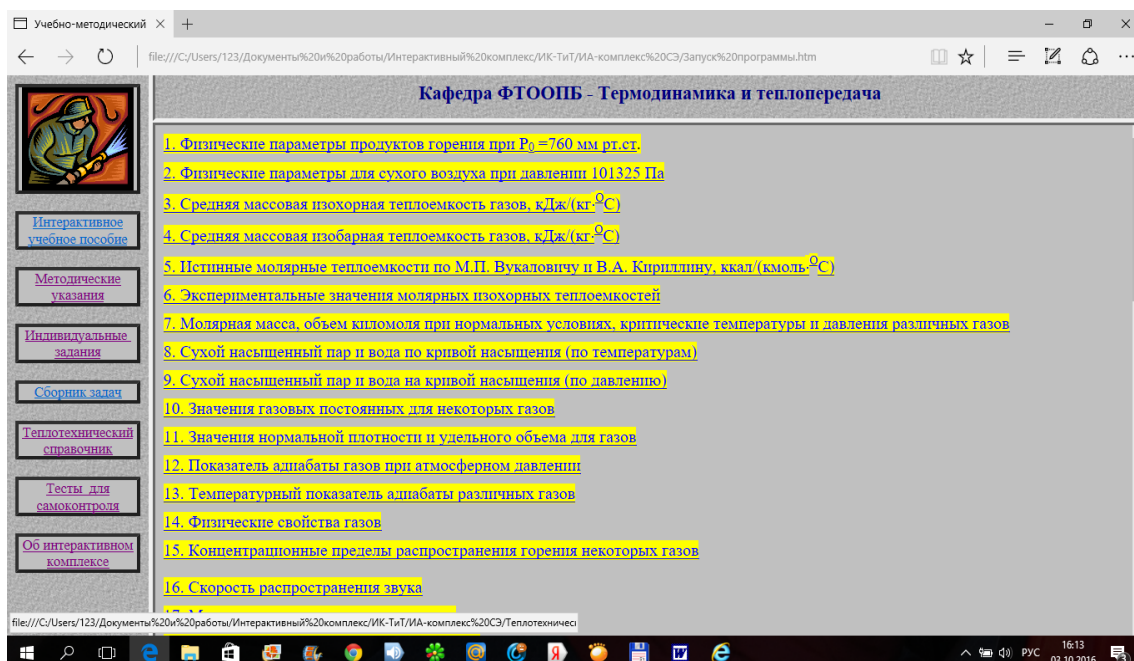 Учебно-методический
file:///C:/Users/123/Документы%20и%20работы/Интерактивный%20комплекс/ИК-ТиТ/ИА-комплекс%20СЭ/Запуск%20программы.htm
Кафедра ФТООПБ - Термодинамика и теплопередача
Интерактивное
учебное пособие
Методические
указания
Индивидуальные
задания
Сборник задач
Теплотехнический
справочник
Тесты для
самоконтроля
Об интерактивном
комплексе
1. Физические параметры продуктов горения при P0 =760 мм рт.ст.
2. Физические параметры для сухого воздуха при давлении 101325 Па
3. Средняя массовая изохорная теплоемкость газов, кДж/(кг·ОС)
4. Средняя массовая изобарная теплоемкость газов, кДж/(кг·ОС)
5. Истинные молярные теплоемкости по М.П. Вукаловичу и В.А. Кириллину, ккал/(кмоль·ОС)
6. Экспериментальные значения молярных изохорных теплоемкостей
7. Молярная масса, объем киломоля при нормальных условиях, критические температуры и давления различных газов
8. Сухой насыщенный пар и вода по кривой насыщения (по температурам)
9. Сухой насыщенный пар и вода на кривой насыщения (по давлению)
10. Значения газовых постоянных для некоторых газов
11. Значения нормальной плотности и удельного объема для газов
12. Показатель адиабаты газов при атмосферном давлении
13. Температурный показатель адиабаты различных газов
14. Физические свойства газов
15. Концентрационные пределы распространения горения некоторых газов
16. Скорость распространения звука
file:///C:/Users/123/Документы%20и%20работы/Интерактивный%20комплекс/ИК-ТиТ/ИА-комплекс%20СЭ/Теплотехничес
РУС
16:13
03.10.2016